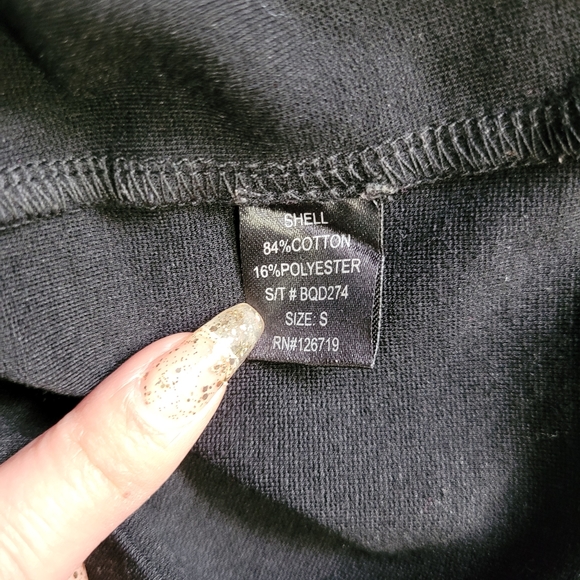 SHELL
84%COTTON
16%POLYESTER
S/T # BQD274
SIZE: S
RN#126719